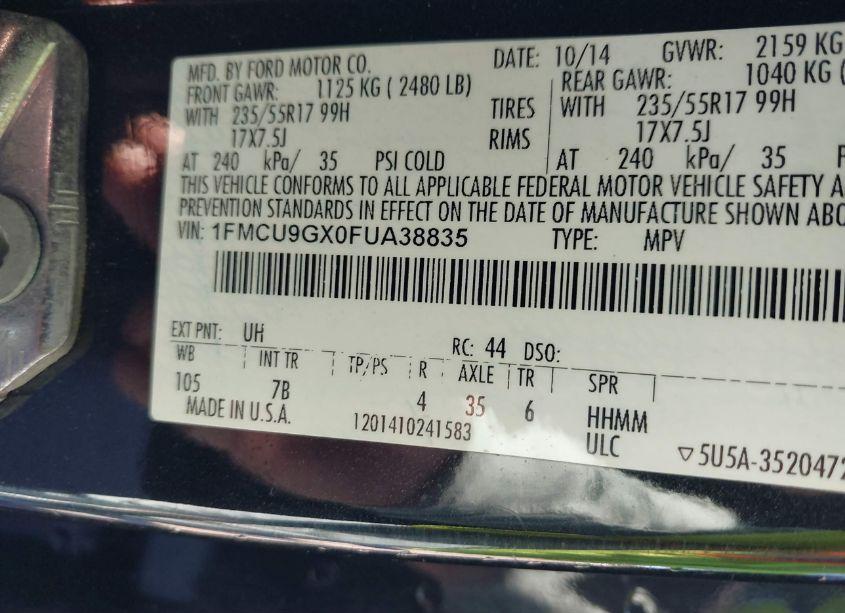 MFD. BY FORD MOTOR CO. DATE: 10/14 GVWR: 2159 KG
FRONT GAWR: 1125 KG ( 2480 LB) REAR GAWR: 1040 KG (
WITH 235/55R17 99H TIRES WITH 235/55R17 99H
17X7.5J RIMS 17X7.5J
AT 240 kPa/ 35 PSI COLD AT 240 kPa/ 35
THIS VEHICLE CONFORMS TO ALL APPLICABLE FEDERAL MOTOR VEHICLE SAFETY A
PREVENTION STANDARDS IN EFFECT ON THE DATE OF MANUFACTURE SHOWN ABO
VIN: 1FMCU9GX0FUA38835 TYPE: MPV
EXT PNT: UH RC: 44 DSO:
WB INT TR TP/PS R AXLE TR SPR
105 7B 4 35 6 HHMM
MADE IN U.S.A. 1201410241583 ULC ▽5U5A-3520472